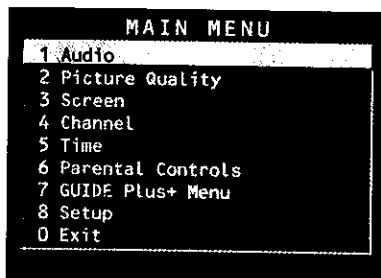 MAIN MENU
1 Audio
2 Picture Quality
3 Screen
4 Channel
5 Time
6 Parental Controls
7 GUIDE Plus+ Menu
8 Setup
0 Exit